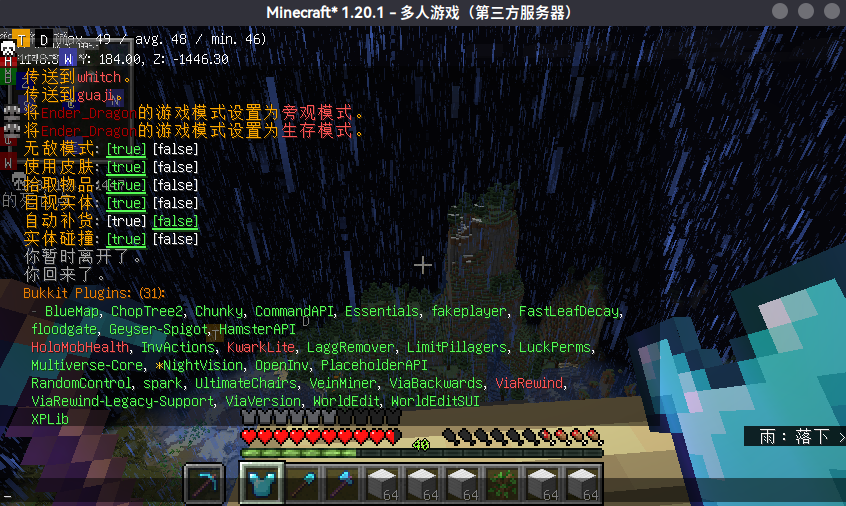 Minecraft* 1.20.1 – 多人游戏（第三方服务器）
T D (max. 49 / avg. 48 / min. 46)
Y: 184.00, Z: -1446.30
传送到whitch。
传送到guaji。
将Ender_Dragon的游戏模式设置为旁观模式。
将Ender_Dragon的游戏模式设置为生存模式。
无敌模式: [true] [false]
使用皮肤: [true] [false]
拾取物品: [true] [false]
目视实体: [true] [false]
自动补货: [true] [false]
实体碰撞: [true] [false]
你暂时离开了。
你回来了。
Bukkit Plugins: (31):
- BlueMap, ChopTree2, Chunky, CommandAPI, Essentials, fakeplayer, FastLeafDecay,
floodgate, Geyser-Spigot, HamsterAPI
HoloMobHealth, InvActions, KwarkLite, LaggRemover, LimitPillagers, LuckPerms,
Multiverse-Core, *NightVision, OpenInv, PlaceholderAPI
RandomControl, spark, UltimateChairs, VeinMiner, ViaBackwards, ViaRewind,
ViaRewind-Legacy-Support, ViaVersion, WorldEdit, WorldEditSUI
XPLib
雨：落下
46
64 64 64 64 64